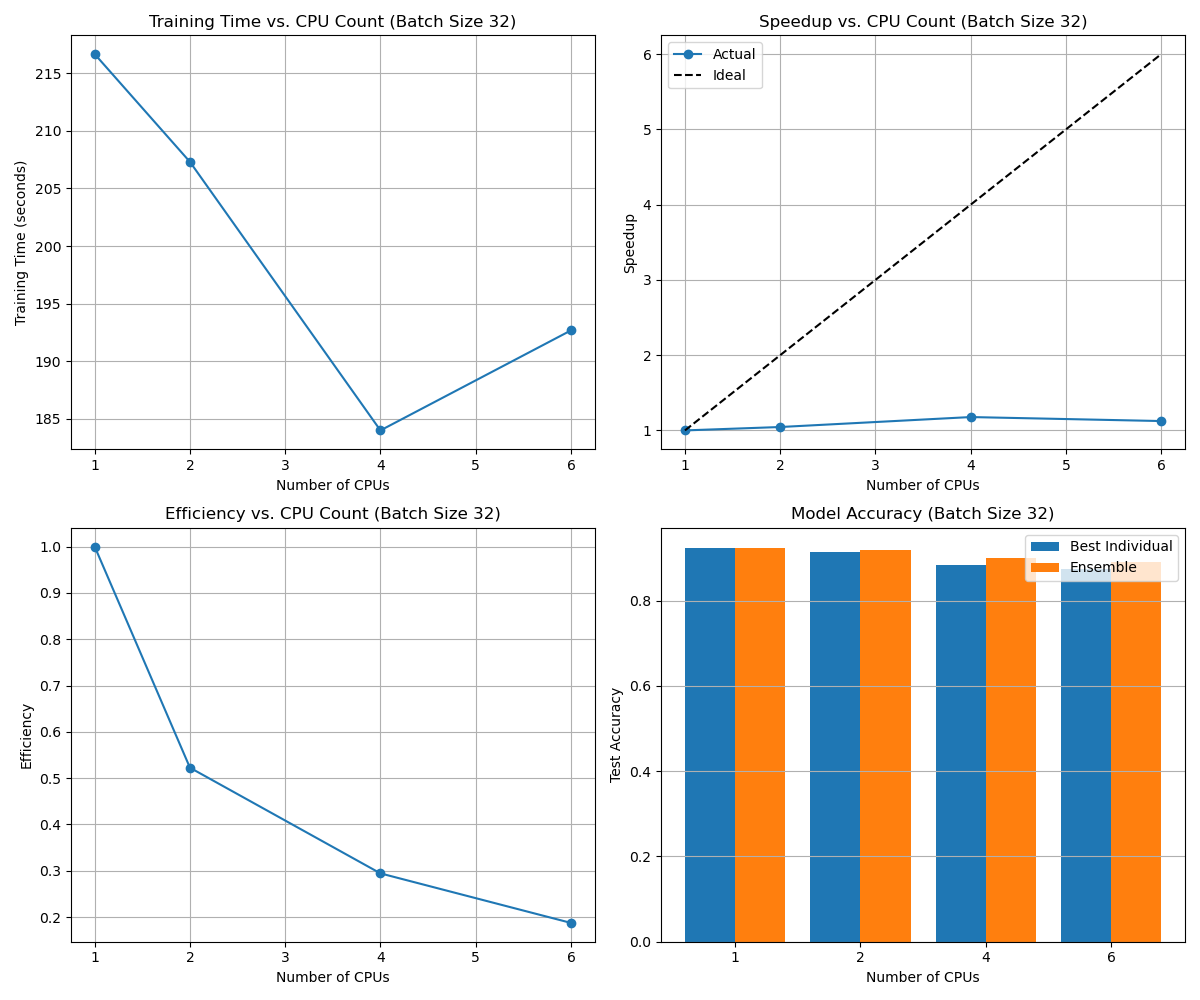 Training Time vs. CPU Count (Batch Size 32)
Training Time (seconds)
215
210
205
200
195
190
185
1 2 3 4 5 6
Number of CPUs
Speedup vs. CPU Count (Batch Size 32)
Actual
Ideal
Speedup
6
5
4
3
2
1
1 2 3 4 5 6
Number of CPUs
Efficiency vs. CPU Count (Batch Size 32)
Efficiency
1.0
0.9
0.8
0.7
0.6
0.5
0.4
0.3
0.2
1 2 3 4 5 6
Number of CPUs
Model Accuracy (Batch Size 32)
Best Individual
Ensemble
Test Accuracy
0.8
0.6
0.4
0.2
0.0
1 2 4 6
Number of CPUs